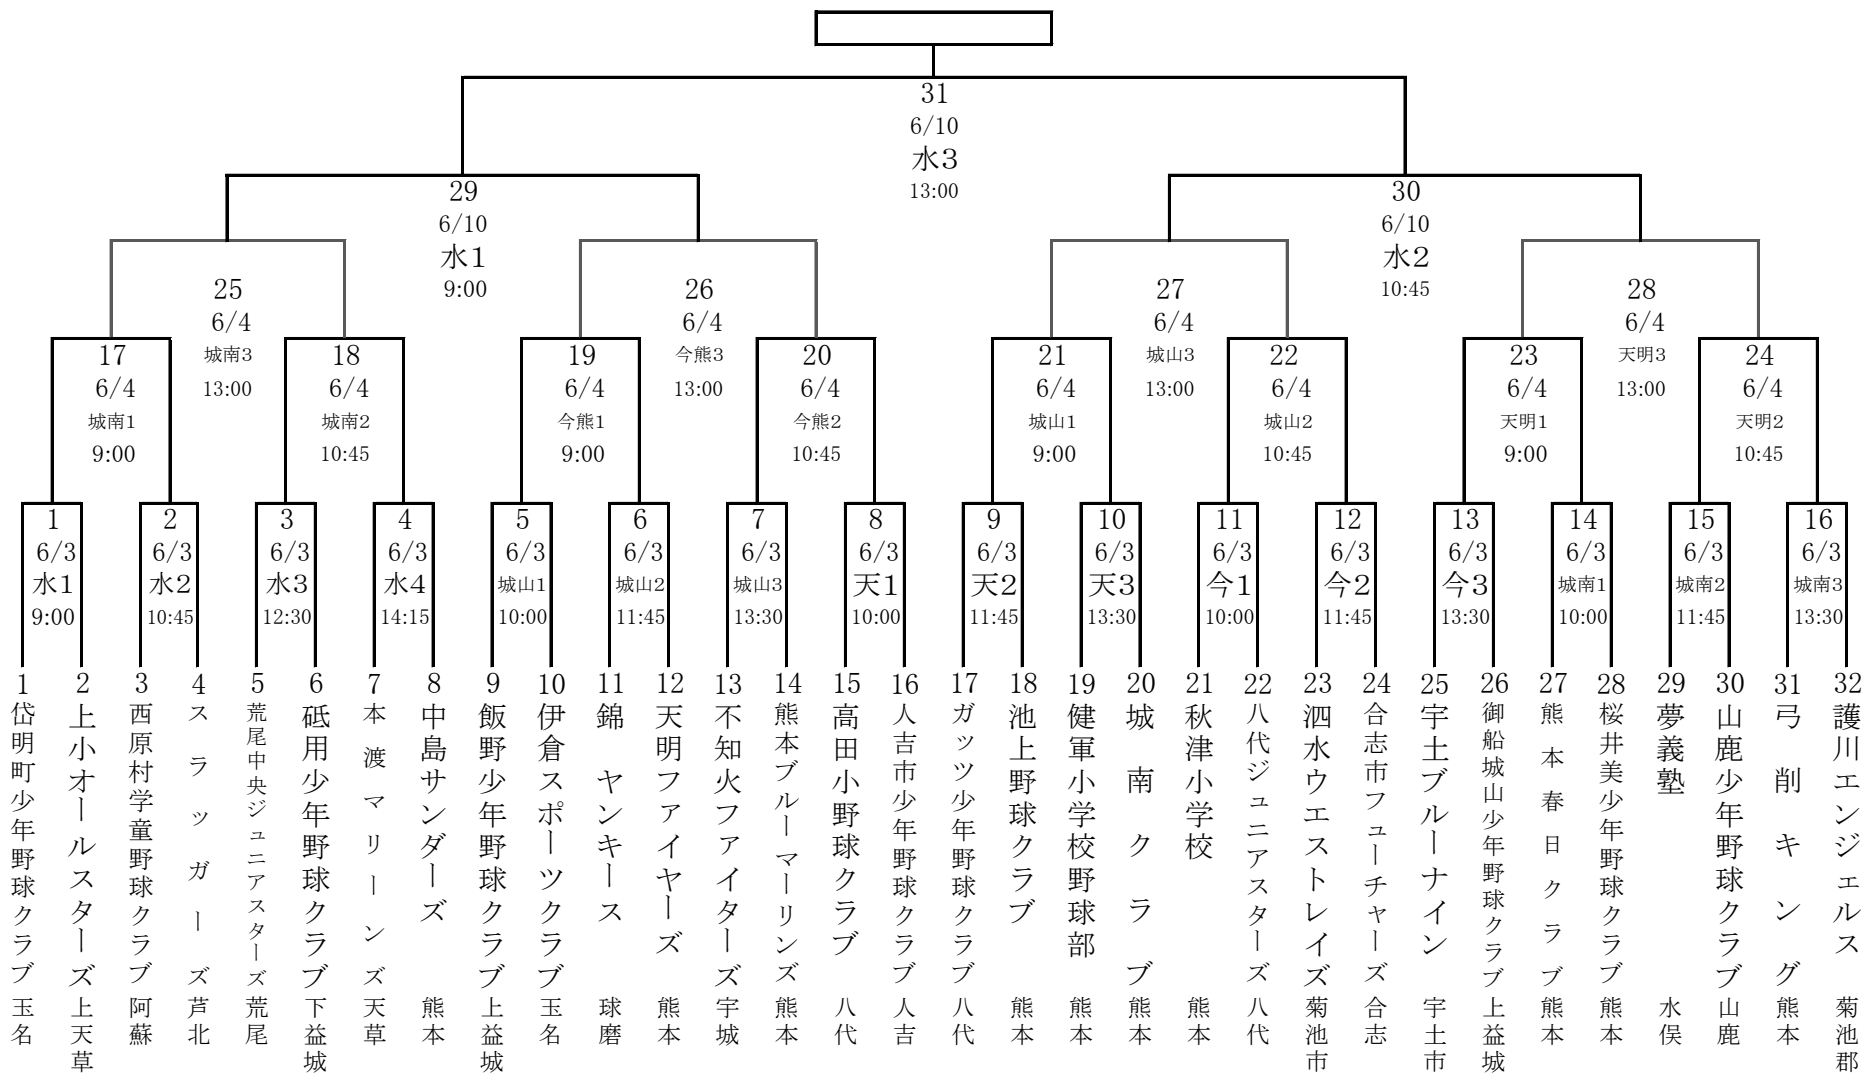 31
6/10
水3
13:00
29
6/10
水1
9:00
30
6/10
水2
10:45
25
6/4
城南3
13:00
26
6/4
今熊3
13:00
27
6/4
城山3
13:00
28
6/4
天明3
13:00
17
6/4
城南1
9:00
18
6/4
城南2
10:45
19
6/4
今熊1
9:00
20
6/4
今熊2
10:45
21
6/4
城山1
9:00
22
6/4
城山2
10:45
23
6/4
天明1
9:00
24
6/4
天明2
10:45
1
6/3
水1
9:00
2
6/3
水2
10:45
3
6/3
水3
12:30
4
6/3
水4
14:15
5
6/3
城山1
10:00
6
6/3
城山2
11:45
7
6/3
城山3
13:30
8
6/3
天1
10:00
9
6/3
天2
11:45
10
6/3
天3
13:30
11
6/3
今1
10:00
12
6/3
今2
11:45
13
6/3
今3
13:30
14
6/3
城南1
10:00
15
6/3
城南2
11:45
16
6/3
城南3
13:30
1
岱明町少年野球クラブ
玉名
2
上小オールスターズ
上天草
3
西原村学童野球クラブ
阿蘇
4
スラッガーズ
芦北
5
荒尾中央ジュニアスターズ
荒尾
6
砥用少年野球クラブ
下益城
7
本渡マリーンズ
天草
8
中島サンダーズ
熊本
9
飯野少年野球クラブ
上益城
10
伊倉スポーツクラブ
玉名
11
錦 ヤンキース
球磨
12
天明ファイヤーズ
熊本
13
不知火ファイターズ
宇城
14
熊本ブルーマーリンズ
熊本
15
高田小野球クラブ
八代
16
人吉市少年野球クラブ
人吉
17
ガッツ少年野球クラブ
八代
18
池上野球クラブ
熊本
19
健軍小学校野球部
熊本
20
城南クラブ
熊本
21
秋津小学校
熊本
22
八代ジュニアスターズ
八代
23
泗水ウエストレイズ
菊池市
24
合志市フューチャーズ
合志
25
宇土ブルーナイン
宇土市
26
御船城山少年野球クラブ
上益城
27
熊本春日クラブ
熊本
28
桜井美少年野球クラブ
熊本
29
夢義塾
水俣
30
山鹿少年野球クラブ
山鹿
31
弓削キング
熊本
32
護川エンジェルス
菊池郡